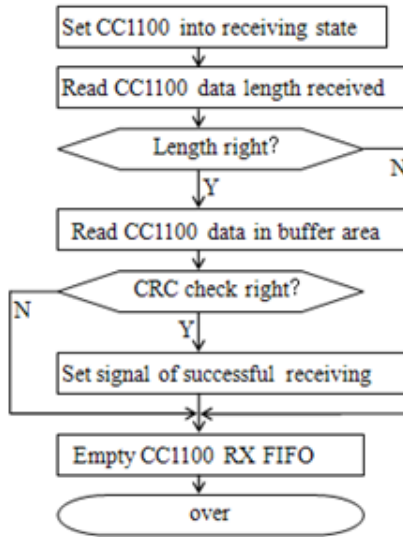 Set CC1100 into receiving state
Read CC1100 data length received
Length right?
N
Y
Read CC1100 data in buffer area
CRC check right?
N
Y
Set signal of successful receiving
Empty CC1100 RX FIFO
over